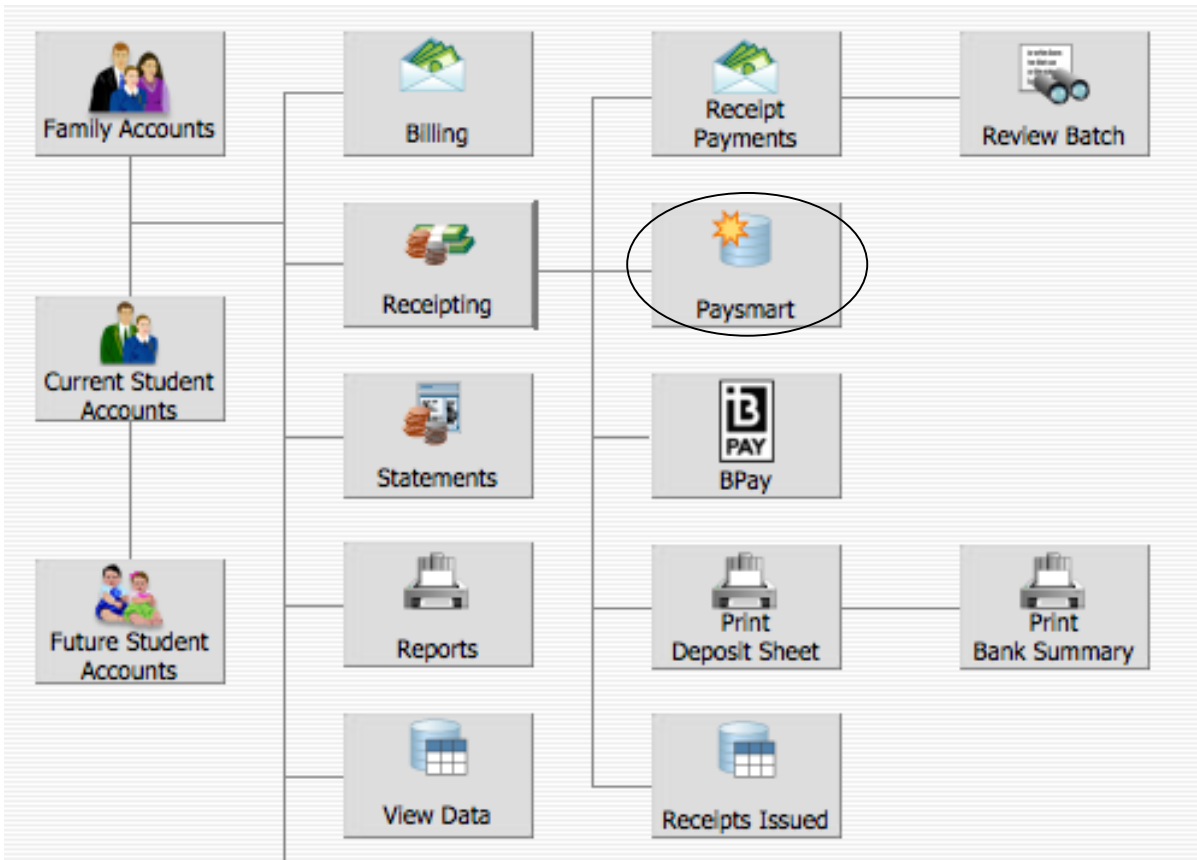 Family Accounts
Billing
Receipt
Payments
Review Batch
Receipting
Paysmart
Current Student
Accounts
Statements
B
PAY
BPay
Future Student
Accounts
Reports
Print
Deposit Sheet
Print
Bank Summary
View Data
Receipts Issued